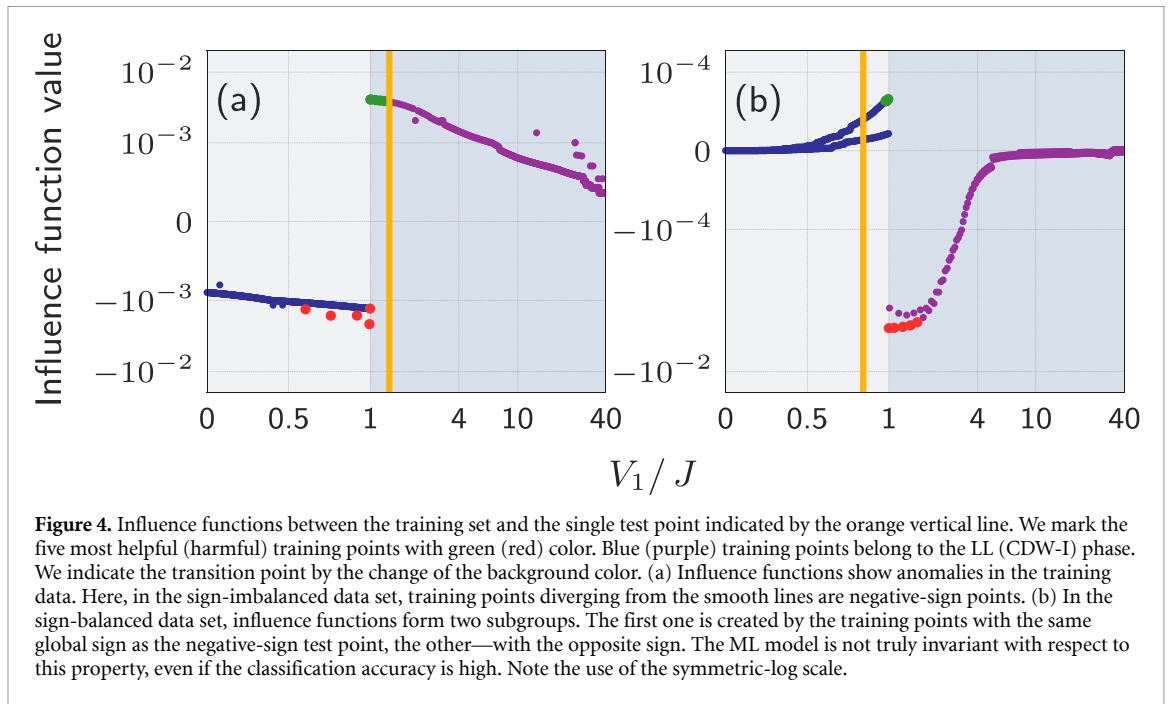 Influence function value
(a)
10⁻²
10⁻³
0
−10⁻³
−10⁻²
0 0.5 1 4 10 40
(b)
10⁻⁴
0
−10⁻⁴
−10⁻²
0 0.5 1 4 10 40
V₁/ J
Figure 4. Influence functions between the training set and the single test point indicated by the orange vertical line. We mark the
five most helpful (harmful) training points with green (red) color. Blue (purple) training points belong to the LL (CDW-I) phase.
We indicate the transition point by the change of the background color. (a) Influence functions show anomalies in the training
data. Here, in the sign-imbalanced data set, training points diverging from the smooth lines are negative-sign points. (b) In the
sign-balanced data set, influence functions form two subgroups. The first one is created by the training points with the same
global sign as the negative-sign test point, the other—with the opposite sign. The ML model is not truly invariant with respect to
this property, even if the classification accuracy is high. Note the use of the symmetric-log scale.